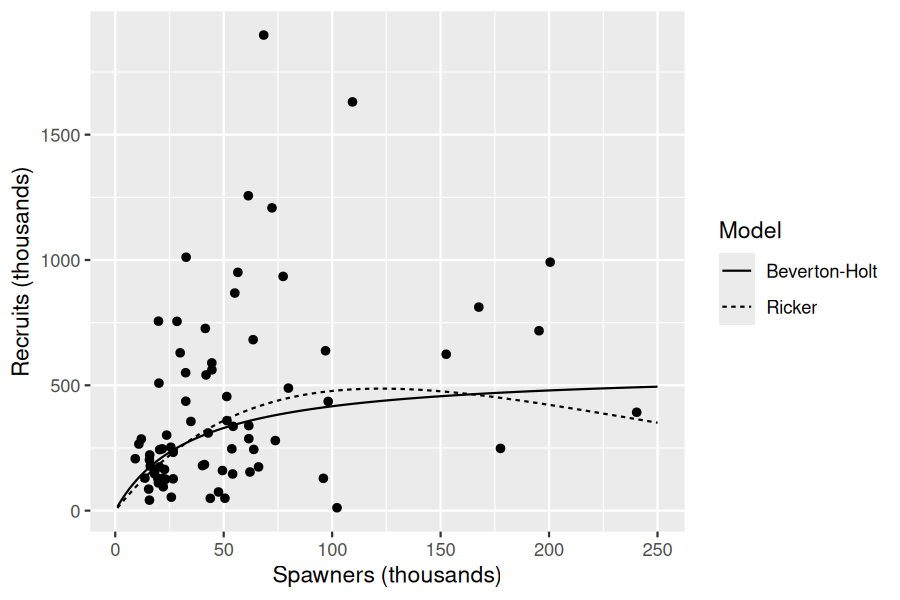 Recruits (thousands)
1500
1000
500
0
0 50 100 150 200 250
Spawners (thousands)
Model
Beverton-Holt
Ricker